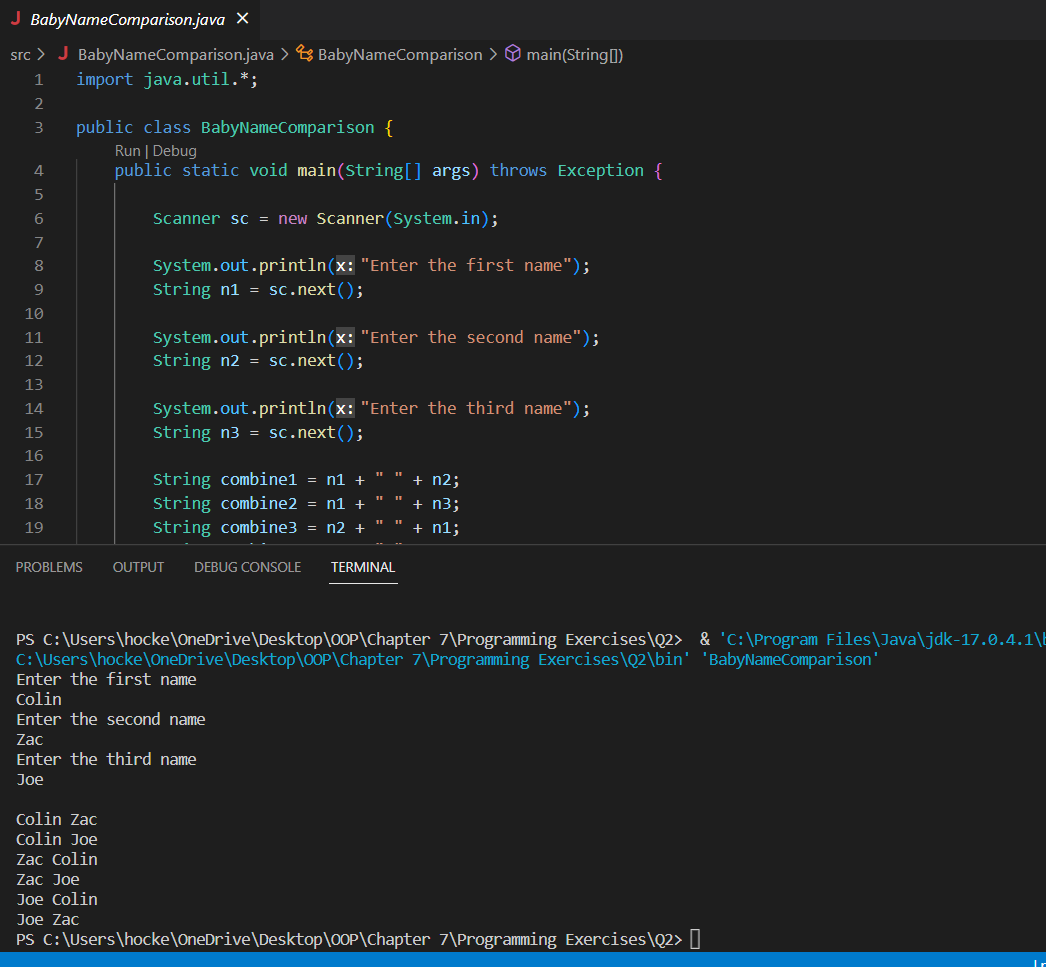 J BabyNameComparison.java ×
src > J BabyNameComparison.java > BabyNameComparison > main(String[])
1 import java.util.*;
2
3 public class BabyNameComparison {
Run | Debug
4 public static void main(String[] args) throws Exception {
5
6 Scanner sc = new Scanner(System.in);
7
8 System.out.println(x: "Enter the first name");
9 String n1 = sc.next();
10
11 System.out.println(x: "Enter the second name");
12 String n2 = sc.next();
13
14 System.out.println(x: "Enter the third name");
15 String n3 = sc.next();
16
17 String combine1 = n1 + " " + n2;
18 String combine2 = n1 + " " + n3;
19 String combine3 = n2 + " " + n1;
PROBLEMS OUTPUT DEBUG CONSOLE TERMINAL
PS C:\Users\hocke\OneDrive\Desktop\OOP\Chapter 7\Programming Exercises\Q2> & 'C:\Program Files\Java\jdk-17.0.4.1\b
C:\Users\hocke\OneDrive\Desktop\OOP\Chapter 7\Programming Exercises\Q2\bin' 'BabyNameComparison'
Enter the first name
Colin
Enter the second name
Zac
Enter the third name
Joe
Colin Zac
Colin Joe
Zac Colin
Zac Joe
Joe Colin
Joe Zac
PS C:\Users\hocke\OneDrive\Desktop\OOP\Chapter 7\Programming Exercises\Q2>